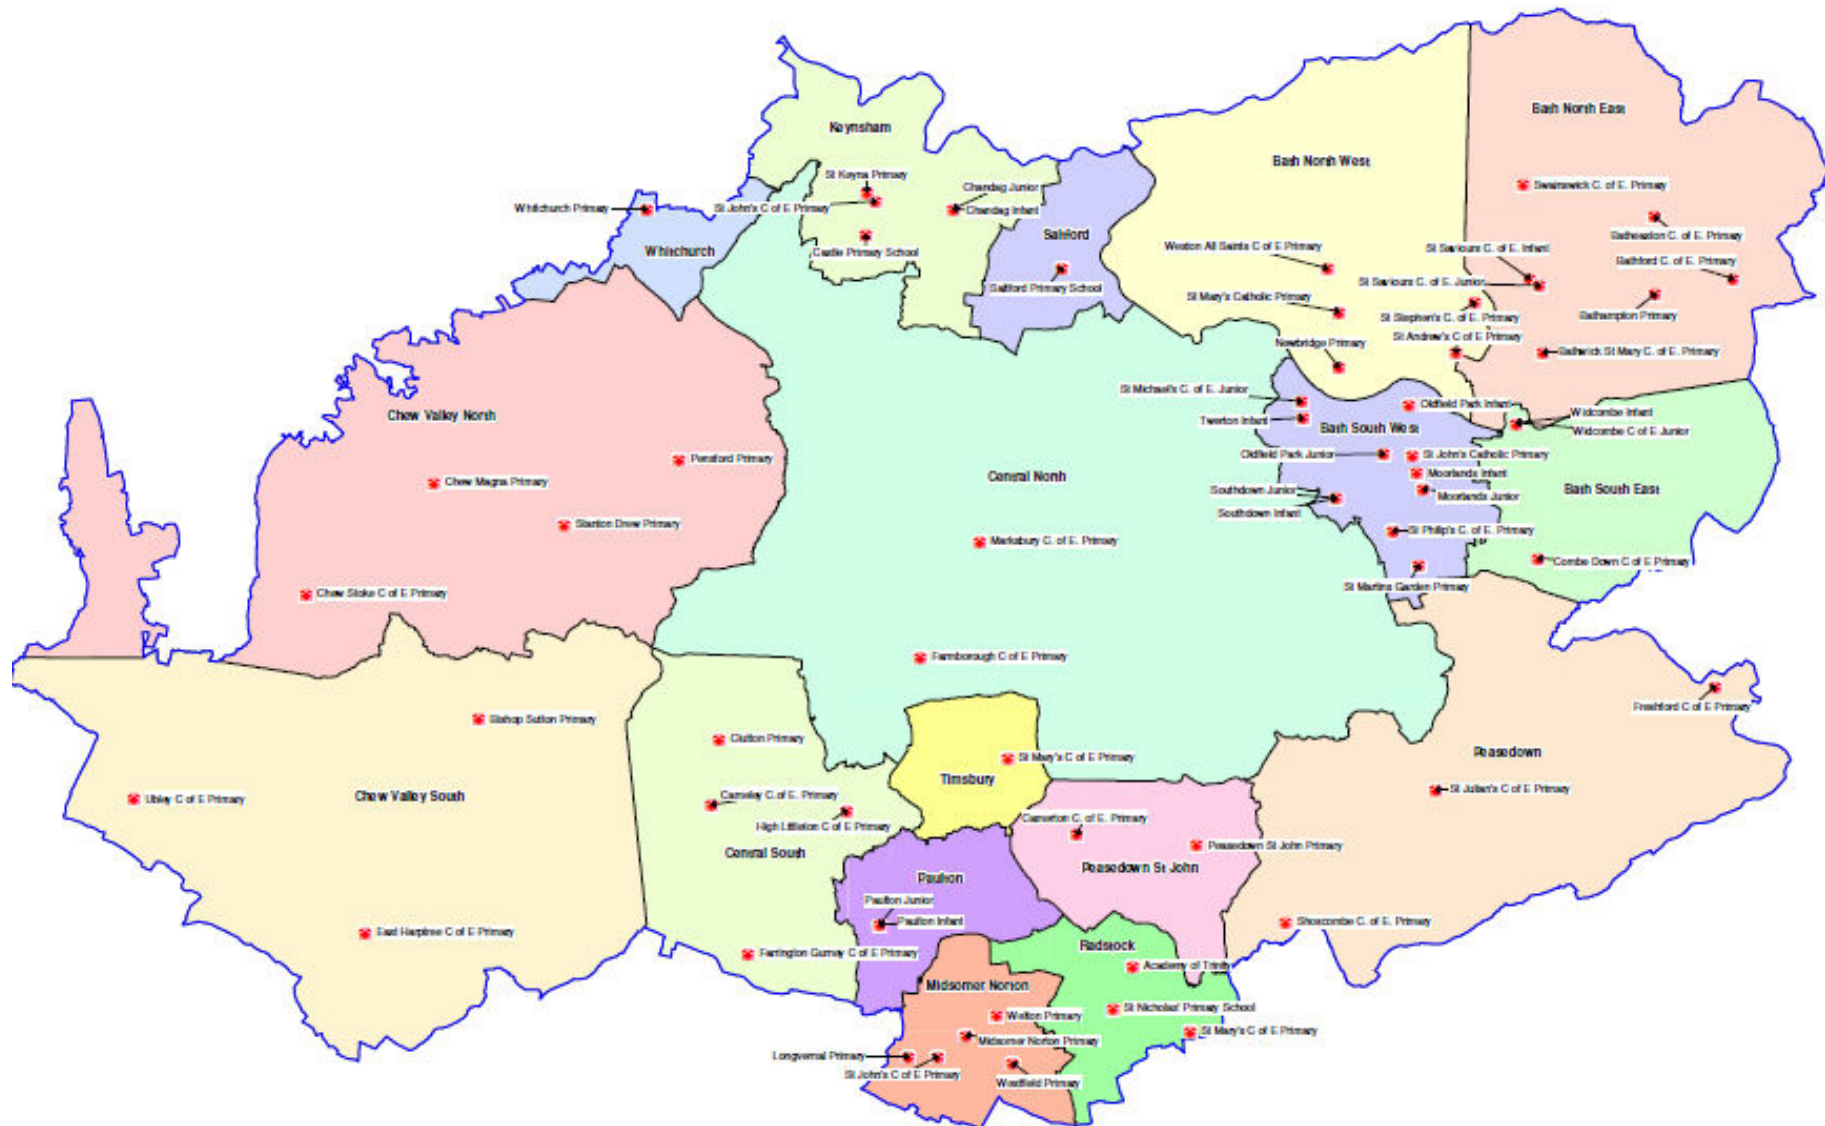 Bath North East
Keynsham
Bath North West
St Keyna Primary
Chandag Junior
Swainswick C. of E. Primary
Whitchurch Primary
St John's C of E Primary
Chandag Infant
Saltford
Batheaston C. of E. Primary
Whitchurch
Castle Primary School
Weston All Saints C of E Primary
St Saviours C. of E. Infant
Bathford C. of E. Primary
Saltford Primary School
St Saviours C. of E. Junior
St Mary's Catholic Primary
St Stephen's C. of E. Primary
Bathampton Primary
St Andrew's C of E Primary
Newbridge Primary
Bathwick St Mary C. of E. Primary
St Michael's C. of E. Junior
Oldfield Park Infant
Widcombe Infant
Chew Valley North
Twerton Infant
Bath South West
Widcombe C of E Junior
Oldfield Park Junior
St John's Catholic Primary
Pensford Primary
Central North
Moorlands Infant
Chew Magna Primary
Southdown Junior
Moorlands Junior
Bath South East
Southdown Infant
Stanton Drew Primary
St Philip's C. of E. Primary
Marksbury C. of E. Primary
Combe Down C of E Primary
St Martins Garden Primary
Chew Stoke C of E Primary
Farmborough C of E Primary
Freshford C of E Primary
Bishop Sutton Primary
Clutton Primary
Peasedown
St Mary's C of E Primary
Timsbury
St Julian's C of E Primary
Ubley C of E Primary
Chew Valley South
Cameley C. of E. Primary
Camerton C. of E. Primary
High Littleton C of E Primary
Peasedown St John Primary
Central South
Peasedown St John
Paulton
Paulton Junior
Paulton Infant
Shoscombe C. of E. Primary
East Harptree C of E Primary
Radstock
Farrington Gurney C of E Primary
Academy of Trinity
Midsomer Norton
St Nicholas' Primary School
Welton Primary
St Mary's C of E Primary
Midsomer Norton Primary
Longvernal Primary
St John's C of E Primary
Westfield Primary